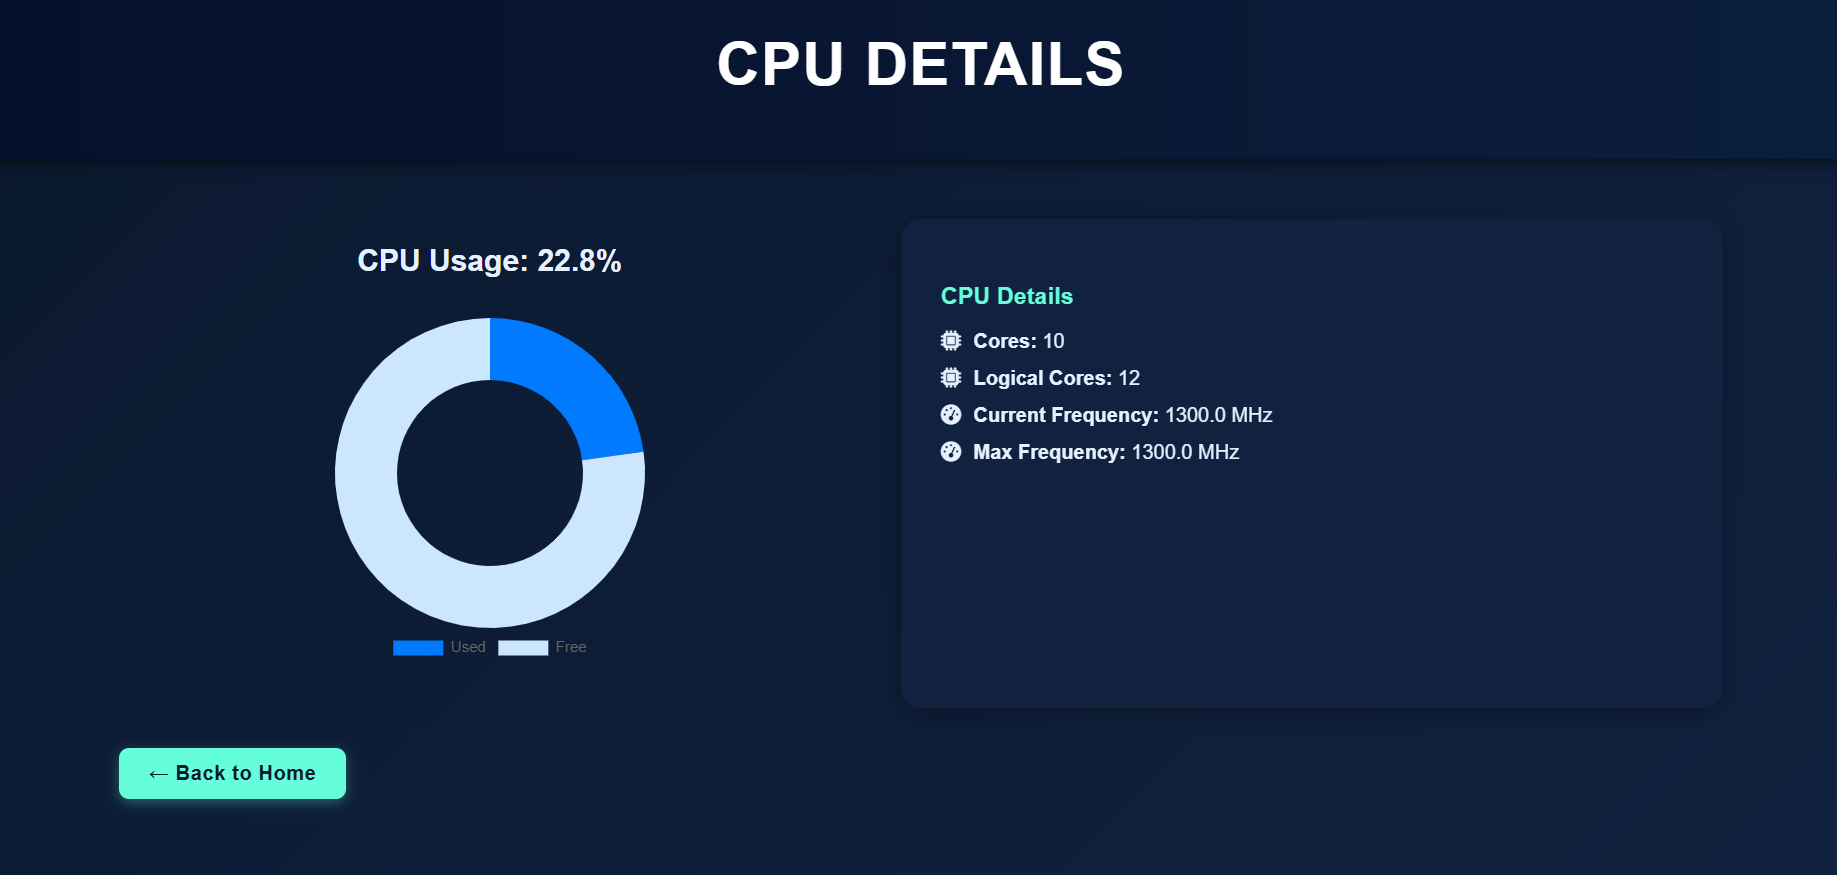 CPU DETAILS
CPU Usage: 22.8%
Used
Free
CPU Details
Cores: 10
Logical Cores: 12
Current Frequency: 1300.0 MHz
Max Frequency: 1300.0 MHz
← Back to Home